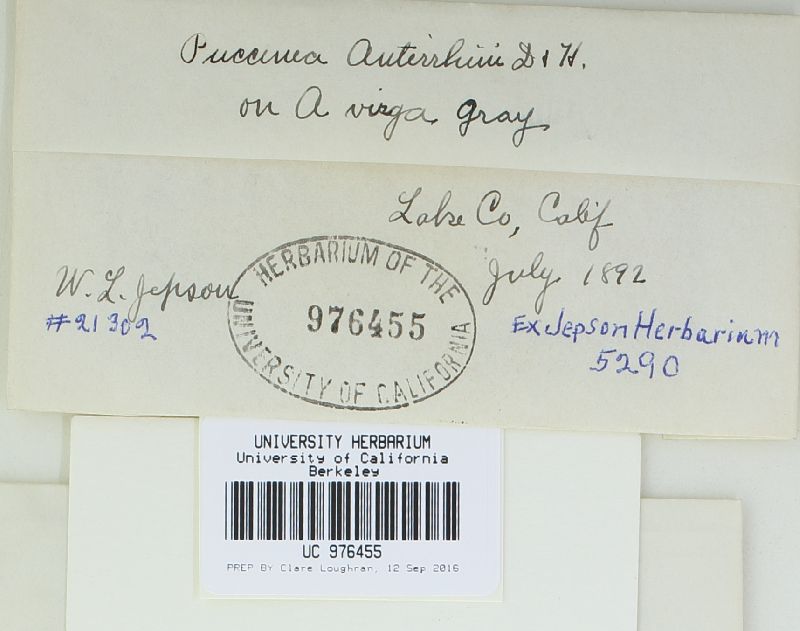 Puccinia Antirrhini D & H.
on A virga Gray
Lake Co, Calif
July 1892
W. L. Jepson
#21302
HERBARIUM OF THE
976455
UNIVERSITY OF CALIFORNIA
Ex Jepson Herbarium
5290
UNIVERSITY HERBARIUM
University of California
Berkeley
UC 976455
PREP BY Clare Loughran, 12 Sep 2016